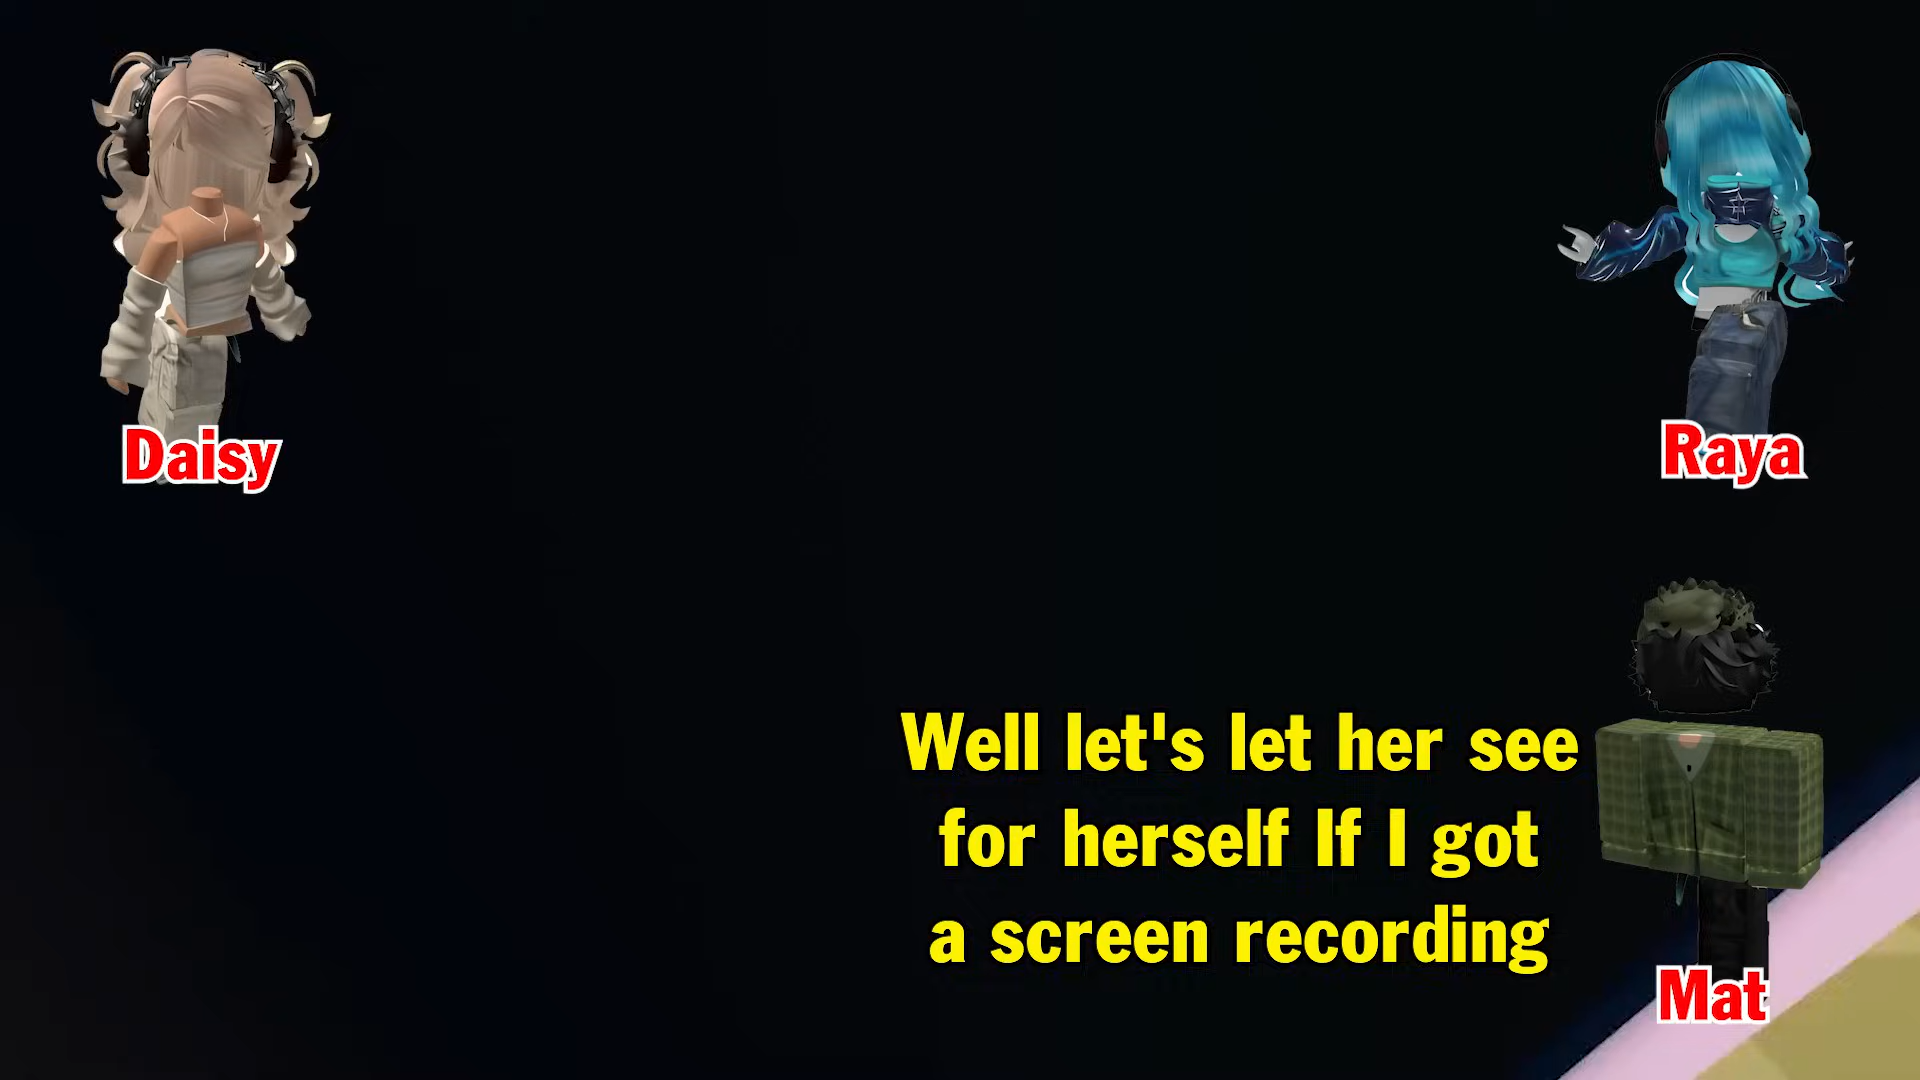 Daisy
Raya
Well let's let her see
for herself If I got
a screen recording
Mat